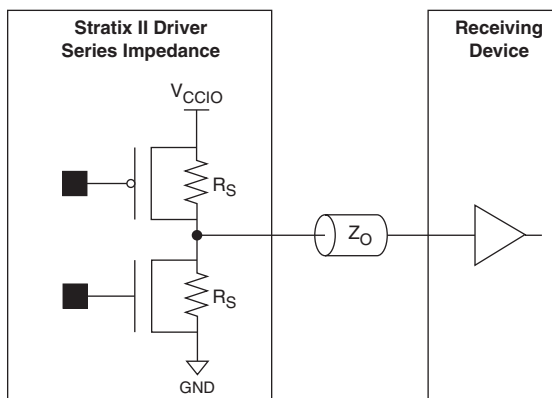 Stratix II Driver
Series Impedance
Receiving
Device
VCCIO
RS
ZO
RS
GND